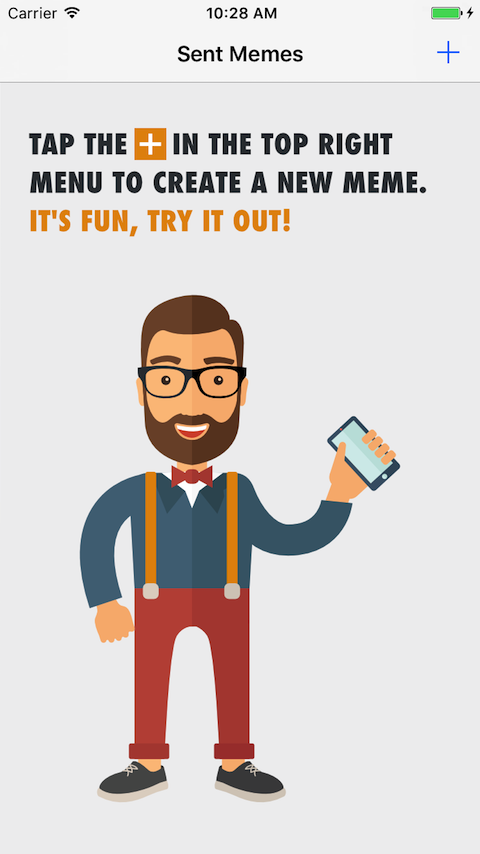 Carrier 10:28 AM
Sent Memes +
TAP THE + IN THE TOP RIGHT
MENU TO CREATE A NEW MEME.
IT'S FUN, TRY IT OUT!